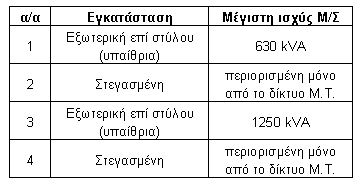 α/α Εγκατάσταση Μέγιστη ισχύς Μ/Σ
1 Εξωτερική επί στύλου (υπαίθρια) 630 kVA
2 Στεγασμένη περιορισμένη μόνο από το δίκτυο Μ.Τ.
3 Εξωτερική επί στύλου (υπαίθρια) 1250 kVA
4 Στεγασμένη περιορισμένη μόνο από το δίκτυο Μ.Τ.